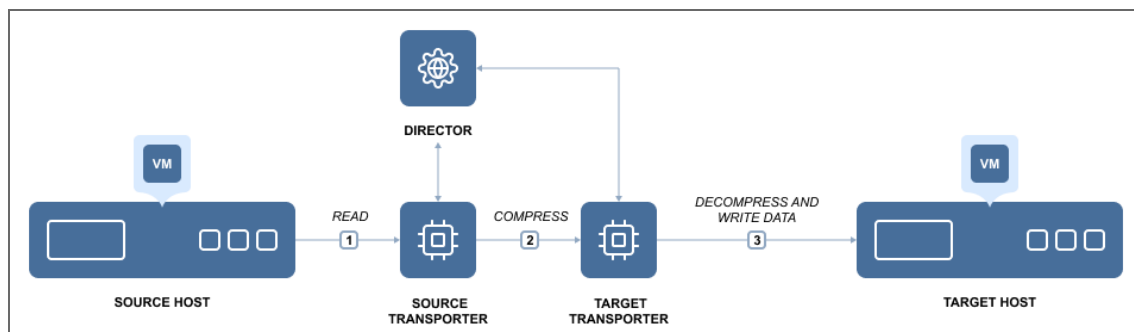 DIRECTOR
VM
VM
READ
1
COMPRESS
2
DECOMPRESS AND
WRITE DATA
3
SOURCE HOST
SOURCE
TRANSPORTER
TARGET
TRANSPORTER
TARGET HOST